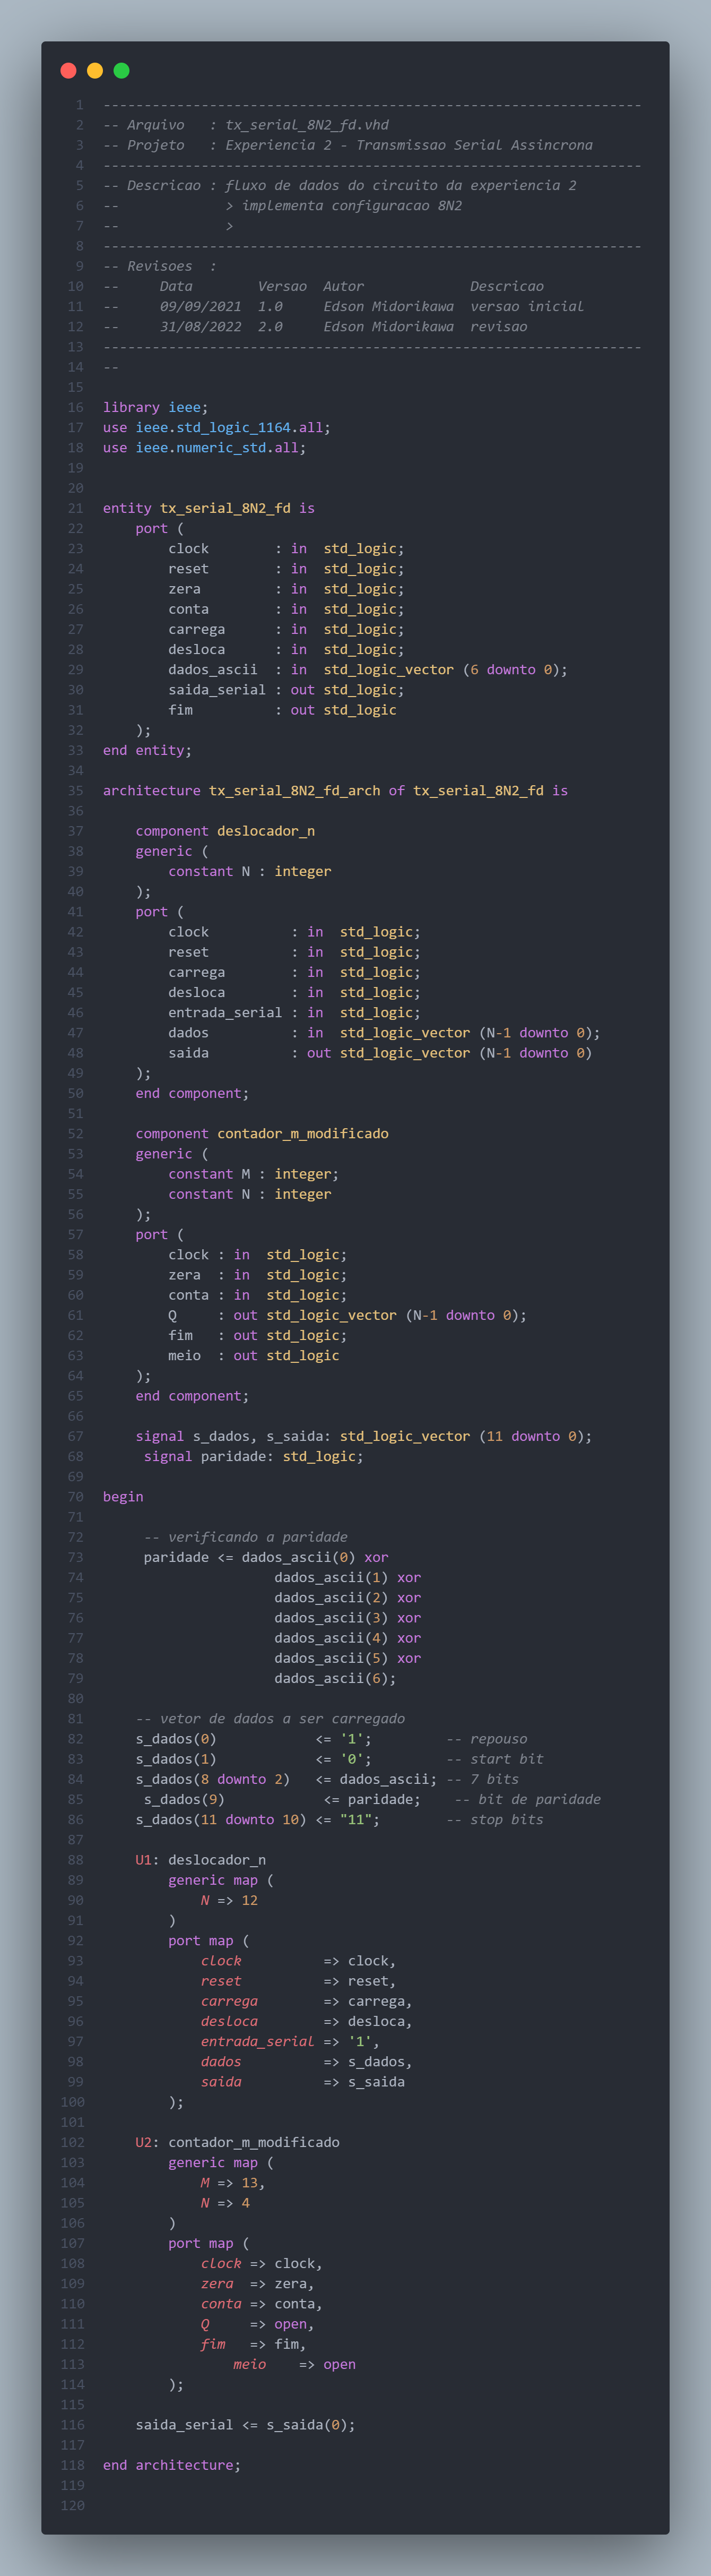 1 ------------------------------------------------------------------
2 -- Arquivo   : tx_serial_8N2_fd.vhd
3 -- Projeto   : Experiencia 2 - Transmissao Serial Assincrona
4 ------------------------------------------------------------------
5 -- Descricao : fluxo de dados do circuito da experiencia 2
6 --             > implementa configuracao 8N2
7 --             >
8 ------------------------------------------------------------------
9 -- Revisoes  :
10 --     Data        Versao  Autor             Descricao
11 --     09/09/2021  1.0     Edson Midorikawa  versao inicial
12 --     31/08/2022  2.0     Edson Midorikawa  revisao
13 ------------------------------------------------------------------
14 --
15
16 library ieee;
17 use ieee.std_logic_1164.all;
18 use ieee.numeric_std.all;
19
20
21 entity tx_serial_8N2_fd is
22     port (
23         clock        : in  std_logic;
24         reset        : in  std_logic;
25         zera         : in  std_logic;
26         conta        : in  std_logic;
27         carrega      : in  std_logic;
28         desloca      : in  std_logic;
29         dados_ascii  : in  std_logic_vector (6 downto 0);
30         saida_serial : out std_logic;
31         fim          : out std_logic
32     );
33 end entity;
34
35 architecture tx_serial_8N2_fd_arch of tx_serial_8N2_fd is
36
37     component deslocador_n
38     generic (
39         constant N : integer
40     );
41     port (
42         clock          : in  std_logic;
43         reset          : in  std_logic;
44         carrega        : in  std_logic;
45         desloca        : in  std_logic;
46         entrada_serial : in  std_logic;
47         dados          : in  std_logic_vector (N-1 downto 0);
48         saida          : out std_logic_vector (N-1 downto 0)
49     );
50     end component;
51
52     component contador_m_modificado
53     generic (
54         constant M : integer;
55         constant N : integer
56     );
57     port (
58         clock : in  std_logic;
59         zera  : in  std_logic;
60         conta : in  std_logic;
61         Q     : out std_logic_vector (N-1 downto 0);
62         fim   : out std_logic;
63         meio  : out std_logic
64     );
65     end component;
66
67     signal s_dados, s_saida: std_logic_vector (11 downto 0);
68      signal paridade: std_logic;
69
70 begin
71
72      -- verificando a paridade
73      paridade <= dados_ascii(0) xor
74                      dados_ascii(1) xor
75                      dados_ascii(2) xor
76                      dados_ascii(3) xor
77                      dados_ascii(4) xor
78                      dados_ascii(5) xor
79                      dados_ascii(6);
80
81     -- vetor de dados a ser carregado
82     s_dados(0)            <= '1';         -- repouso
83     s_dados(1)            <= '0';         -- start bit
84     s_dados(8 downto 2)   <= dados_ascii; -- 7 bits
85      s_dados(9)            <= paridade;    -- bit de paridade
86     s_dados(11 downto 10) <= "11";        -- stop bits
87
88     U1: deslocador_n
89         generic map (
90             N => 12
91         )
92         port map (
93             clock          => clock,
94             reset          => reset,
95             carrega        => carrega,
96             desloca        => desloca,
97             entrada_serial => '1',
98             dados          => s_dados,
99             saida          => s_saida
100         );
101
102     U2: contador_m_modificado
103         generic map (
104             M => 13,
105             N => 4
106         )
107         port map (
108             clock => clock,
109             zera  => zera,
110             conta => conta,
111             Q     => open,
112             fim   => fim,
113                 meio    => open
114         );
115
116     saida_serial <= s_saida(0);
117
118 end architecture;
119
120